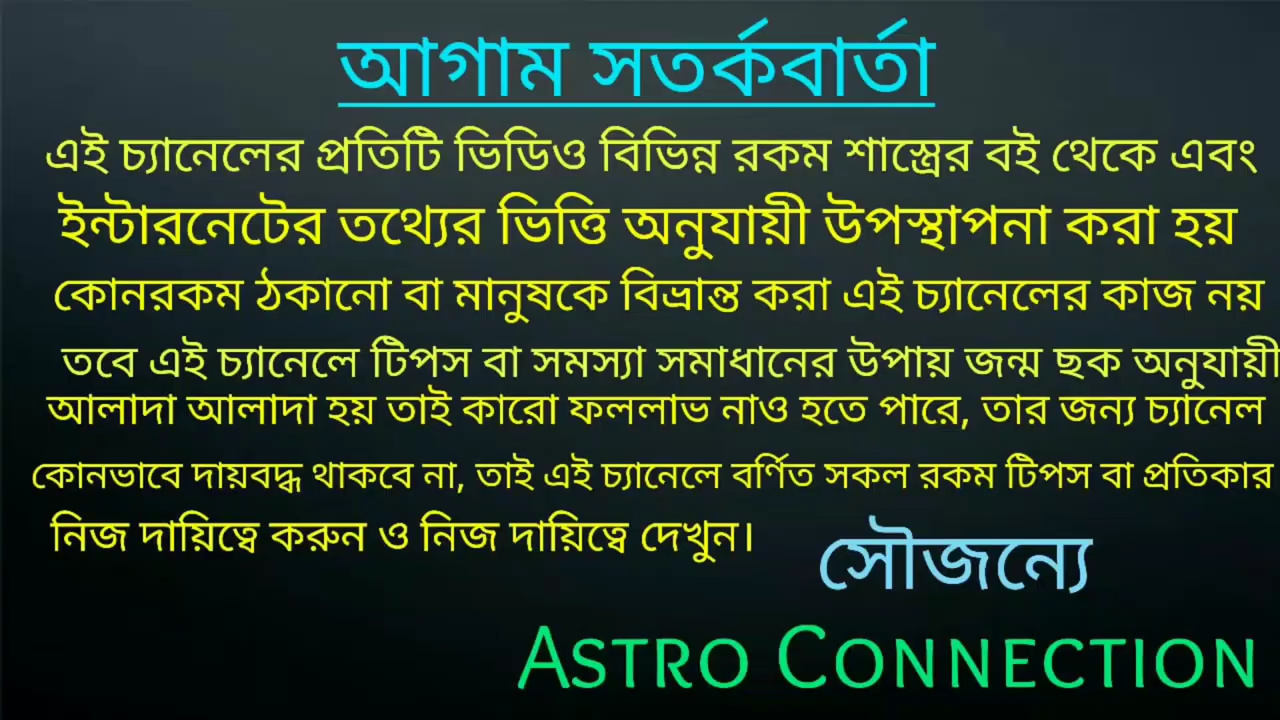 আগাম সতর্কবার্তা
এই চ্যানেলের প্রতিটি ভিডিও বিভিন্ন রকম শাস্ত্রের বই থেকে এবং
ইন্টারনেটের তথ্যের ভিত্তি অনুযায়ী উপস্থাপনা করা হয়
কোনরকম ঠকানো বা মানুষকে বিভ্রান্ত করা এই চ্যানেলের কাজ নয়
তবে এই চ্যানেলে টিপস বা সমস্যা সমাধানের উপায় জন্ম ছক অনুযায়ী
আলাদা আলাদা হয় তাই কারো ফললাভ নাও হতে পারে, তার জন্য চ্যানেল
কোনভাবে দায়বদ্ধ থাকবে না, তাই এই চ্যানেলে বর্ণিত সকল রকম টিপস বা প্রতিকার
নিজ দায়িত্বে করুন ও নিজ দায়িত্বে দেখুন।
সৌজন্যে
ASTRO CONNECTION